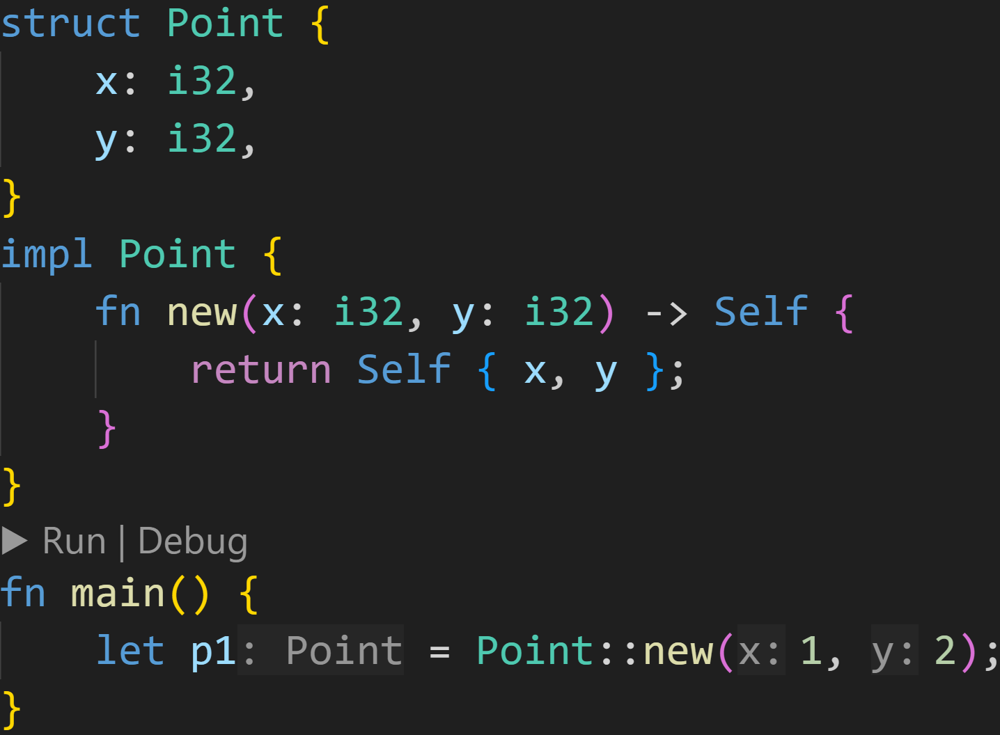 struct Point {
    x: i32,
    y: i32,
}
impl Point {
    fn new(x: i32, y: i32) -> Self {
        return Self { x, y };
    }
}
▶ Run | Debug
fn main() {
    let p1: Point = Point::new(x: 1, y: 2);
}